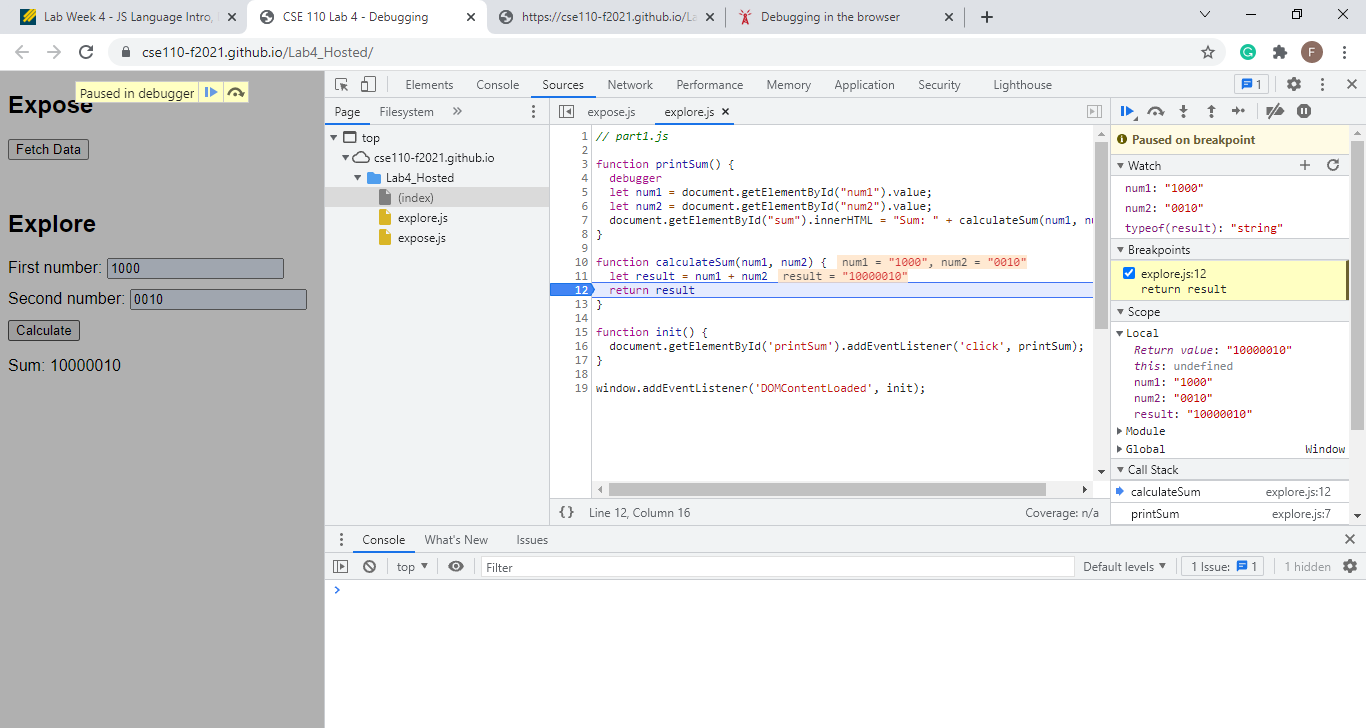 Lab Week 4 - JS Language Intro,
CSE 110 Lab 4 - Debugging
https://cse110-f2021.github.io/La
Debugging in the browser
cse110-f2021.github.io/Lab4_Hosted/
F
Paused in debugger
Expose
Fetch Data
Explore
First number: 1000
Second number: 0010
Calculate
Sum: 10000010
Elements Console Sources Network Performance Memory Application Security Lighthouse 1
Page Filesystem »
top
cse110-f2021.github.io
Lab4_Hosted
(index)
explore.js
expose.js
expose.js explore.js
1 // part1.js
2
3 function printSum() {
4 debugger
5 let num1 = document.getElementById("num1").value;
6 let num2 = document.getElementById("num2").value;
7 document.getElementById("sum").innerHTML = "Sum: " + calculateSum(num1, nu
8 }
9
10 function calculateSum(num1, num2) { num1 = "1000", num2 = "0010"
11 let result = num1 + num2 result = "10000010"
12 return result
13 }
14
15 function init() {
16 document.getElementById('printSum').addEventListener('click', printSum);
17 }
18
19 window.addEventListener('DOMContentLoaded', init);
{} Line 12, Column 16 Coverage: n/a
Paused on breakpoint
Watch
num1: "1000"
num2: "0010"
typeof(result): "string"
Breakpoints
explore.js:12
return result
Scope
Local
Return value: "10000010"
this: undefined
num1: "1000"
num2: "0010"
result: "10000010"
Module
Global Window
Call Stack
calculateSum explore.js:12
printSum explore.js:7
Console What's New Issues
top Filter Default levels 1 Issue: 1 1 hidden